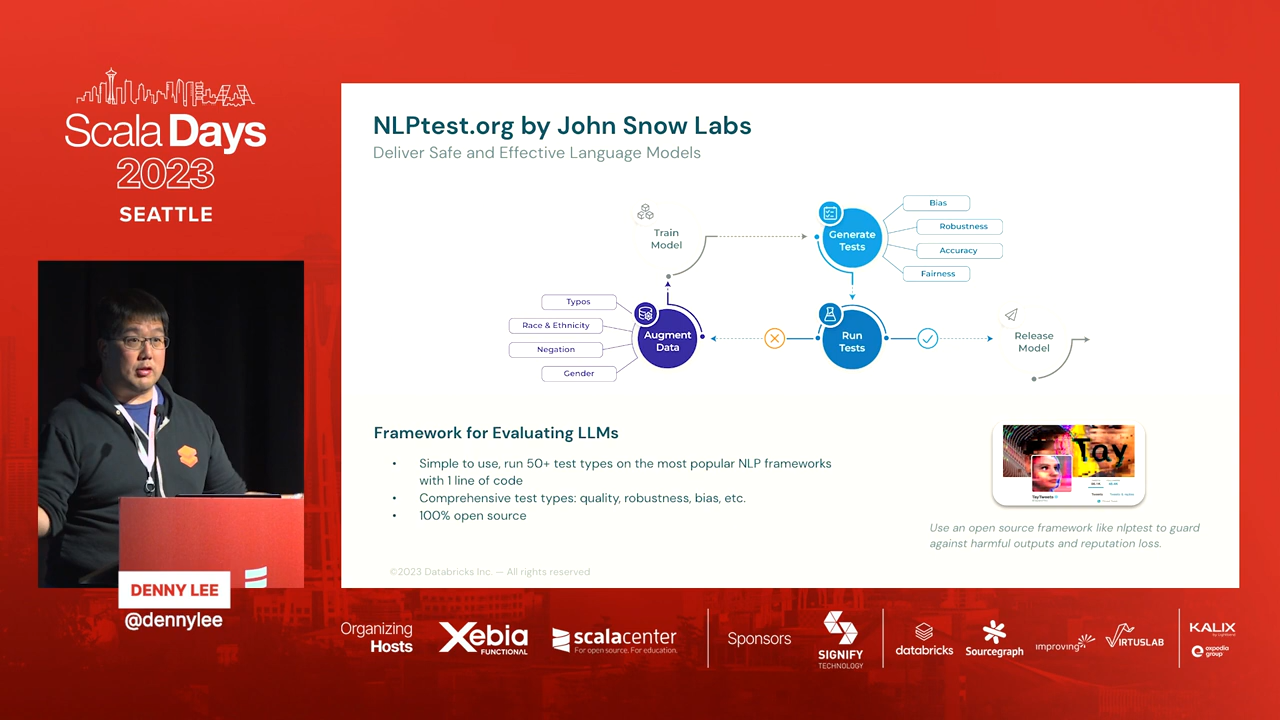 Scala Days
2023
SEATTLE
NLPtest.org by John Snow Labs
Deliver Safe and Effective Language Models
Train
Model
Generate
Tests
Bias
Robustness
Accuracy
Fairness
Typos
Race & Ethnicity
Negation
Gender
Augment
Data
Run
Tests
Release
Model
Framework for Evaluating LLMs
• Simple to use, run 50+ test types on the most popular NLP frameworks
with 1 line of code
• Comprehensive test types: quality, robustness, bias, etc.
• 100% open source
Tay
TayTweets
Use an open source framework like nlptest to guard
against harmful outputs and reputation loss.
©2023 Databricks Inc. — All rights reserved
DENNY LEE
@dennylee
Organizing
Hosts
Xebia
FUNCTIONAL
scalacenter
For open source. For education.
Sponsors
SIGNIFY
TECHNOLOGY
databricks
Sourcegraph
improving
VIRTUSLAB
KALIX
by Lightbend
expedia
group